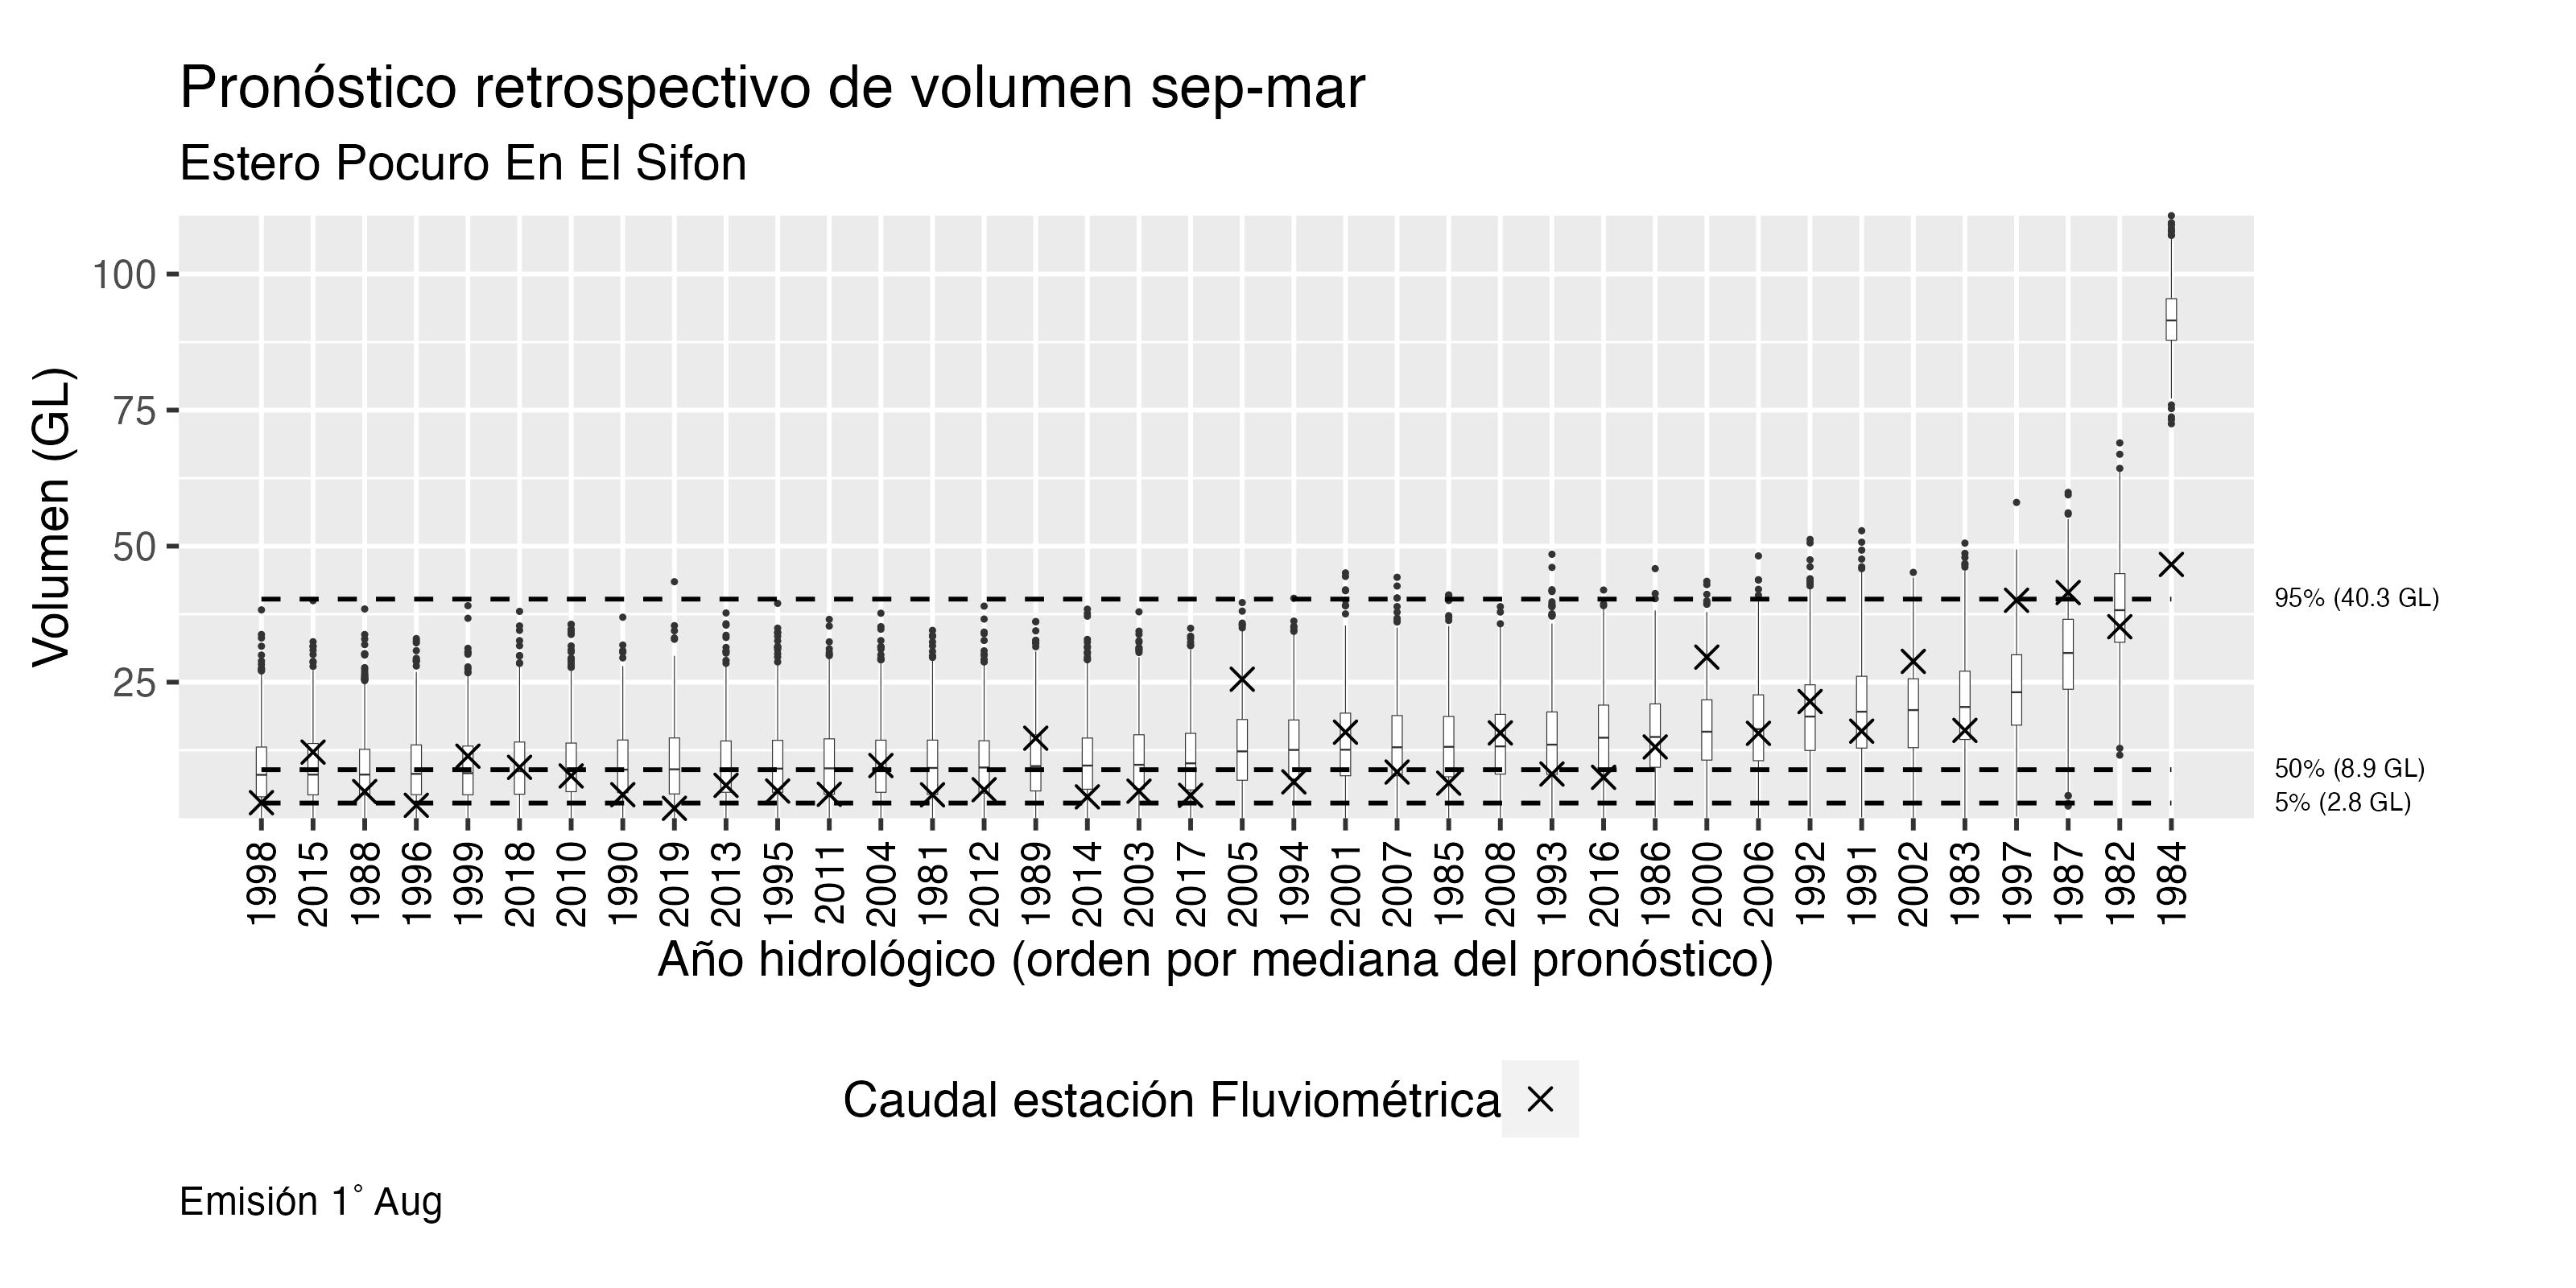 Pronóstico retrospectivo de volumen sep-mar
Estero Pocuro En El Sifon
Volumen (GL)
100
75
50
25
95% (40.3 GL)
50% (8.9 GL)
5% (2.8 GL)
1998 2015 1988 1996 1999 2018 2010 1990 2019 2013 1995 2011 2004 1981 2012 1989 2014 2003 2017 2005 1994 2001 2007 1985 2008 1993 2016 1986 2000 2006 1992 1991 2002 1983 1997 1987 1982 1984
Año hidrológico (orden por mediana del pronóstico)
Caudal estación Fluviométrica
Emisión 1° Aug